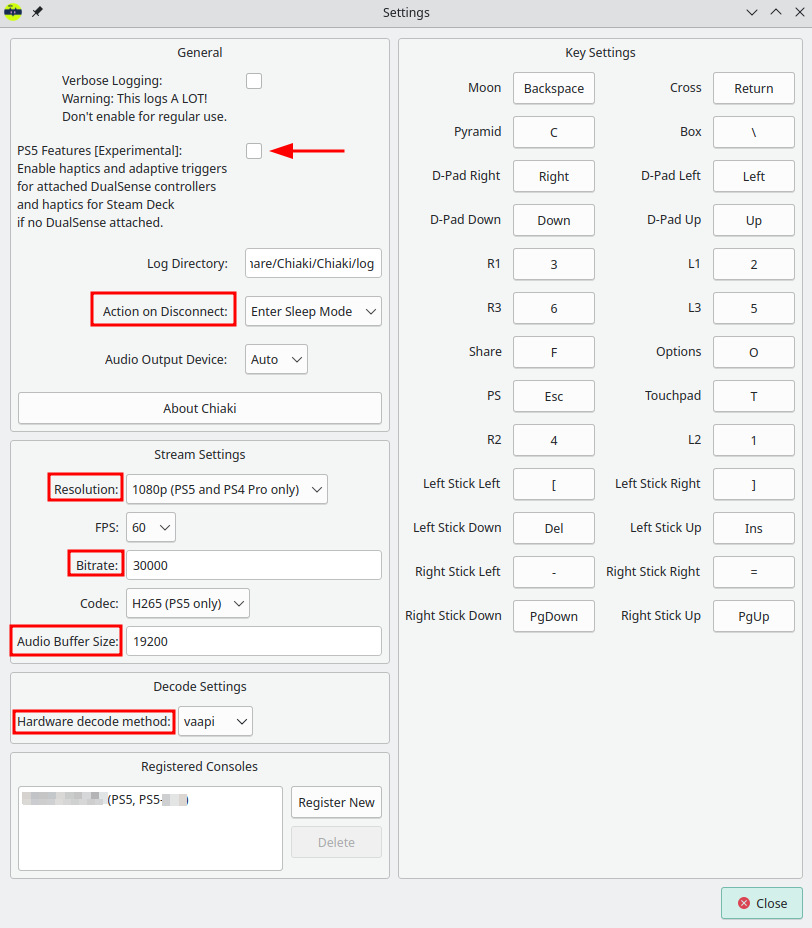 Settings
General
Verbose Logging:
Warning: This logs A LOT!
Don't enable for regular use.
PS5 Features [Experimental]:
Enable haptics and adaptive triggers
for attached DualSense controllers
and haptics for Steam Deck
if no DualSense attached.
Log Directory: hare/Chiaki/Chiaki/log
Action on Disconnect: Enter Sleep Mode
Audio Output Device: Auto
About Chiaki
Stream Settings
Resolution: 1080p (PS5 and PS4 Pro only)
FPS: 60
Bitrate: 30000
Codec: H265 (PS5 only)
Audio Buffer Size: 19200
Decode Settings
Hardware decode method: vaapi
Registered Consoles
(PS5, PS5- )
Register New
Delete
Key Settings
Moon Backspace Cross Return
Pyramid C Box \
D-Pad Right Right D-Pad Left Left
D-Pad Down Down D-Pad Up Up
R1 3 L1 2
R3 6 L3 5
Share F Options O
PS Esc Touchpad T
R2 4 L2 1
Left Stick Left [ Left Stick Right ]
Left Stick Down Del Left Stick Up Ins
Right Stick Left - Right Stick Right =
Right Stick Down PgDown Right Stick Up PgUp
Close